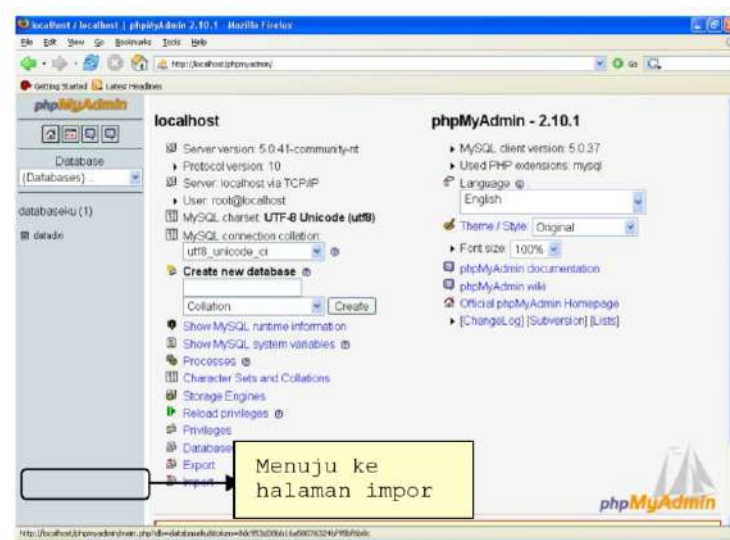 localhost / localhost | phpMyAdmin 2.10.1 - Mozilla Firefox
File Edit View Go Bookmarks Tools Help
http://localhost/phpmyadmin/
Go
Getting Started Latest Headlines
phpMyAdmin
Database
(Databases) ...
databaseku (1)
datadiri
localhost
Server version: 5.0.41-community-nt
Protocol version: 10
Server: localhost via TCP/IP
User: root@localhost
MySQL charset: UTF-8 Unicode (utf8)
MySQL connection collation:
utf8_unicode_ci
Create new database
Collation Create
Show MySQL runtime information
Show MySQL system variables
Processes
Character Sets and Collations
Storage Engines
Reload privileges
Privileges
Databases
Export
Import
phpMyAdmin - 2.10.1
MySQL client version: 5.0.37
Used PHP extensions: mysql
Language
English
Theme / Style: Original
Font size: 100%
phpMyAdmin documentation
phpMyAdmin wiki
Official phpMyAdmin Homepage
[ChangeLog] [Subversion] [Lists]
Menuju ke
halaman impor
phpMyAdmin